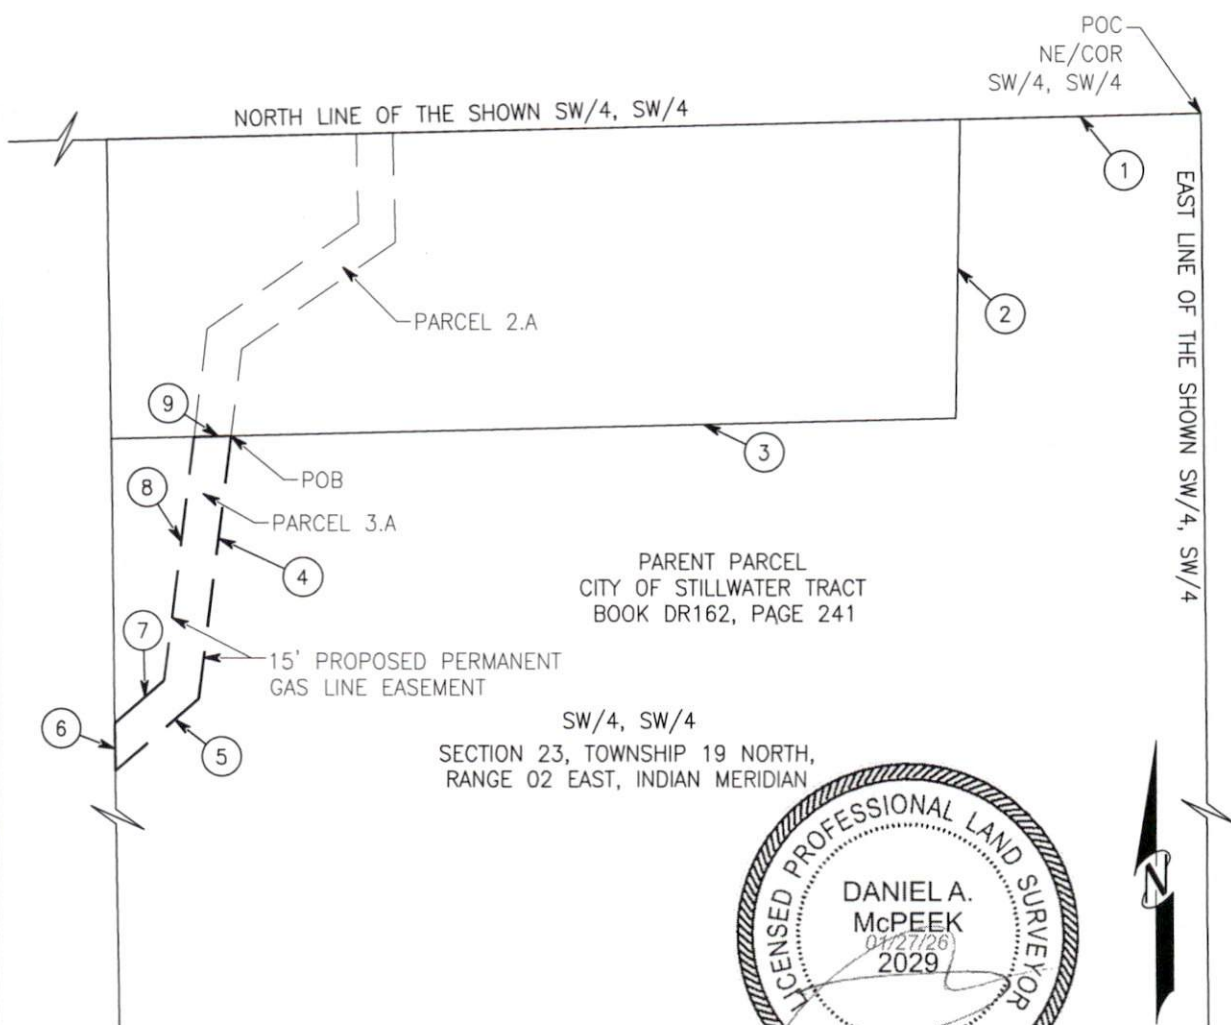 POC
NE/COR
SW/4, SW/4
NORTH LINE OF THE SHOWN SW/4, SW/4
1
EAST LINE OF THE SHOWN SW/4, SW/4
2
PARCEL 2.A
9
3
POB
8
PARCEL 3.A
4
PARENT PARCEL
CITY OF STILLWATER TRACT
BOOK DR162, PAGE 241
7
15' PROPOSED PERMANENT
GAS LINE EASEMENT
6
5
SW/4, SW/4
SECTION 23, TOWNSHIP 19 NORTH,
RANGE 02 EAST, INDIAN MERIDIAN
LICENSED PROFESSIONAL LAND SURVEYOR
DANIEL A.
McPEEK
01/27/26
2029
N